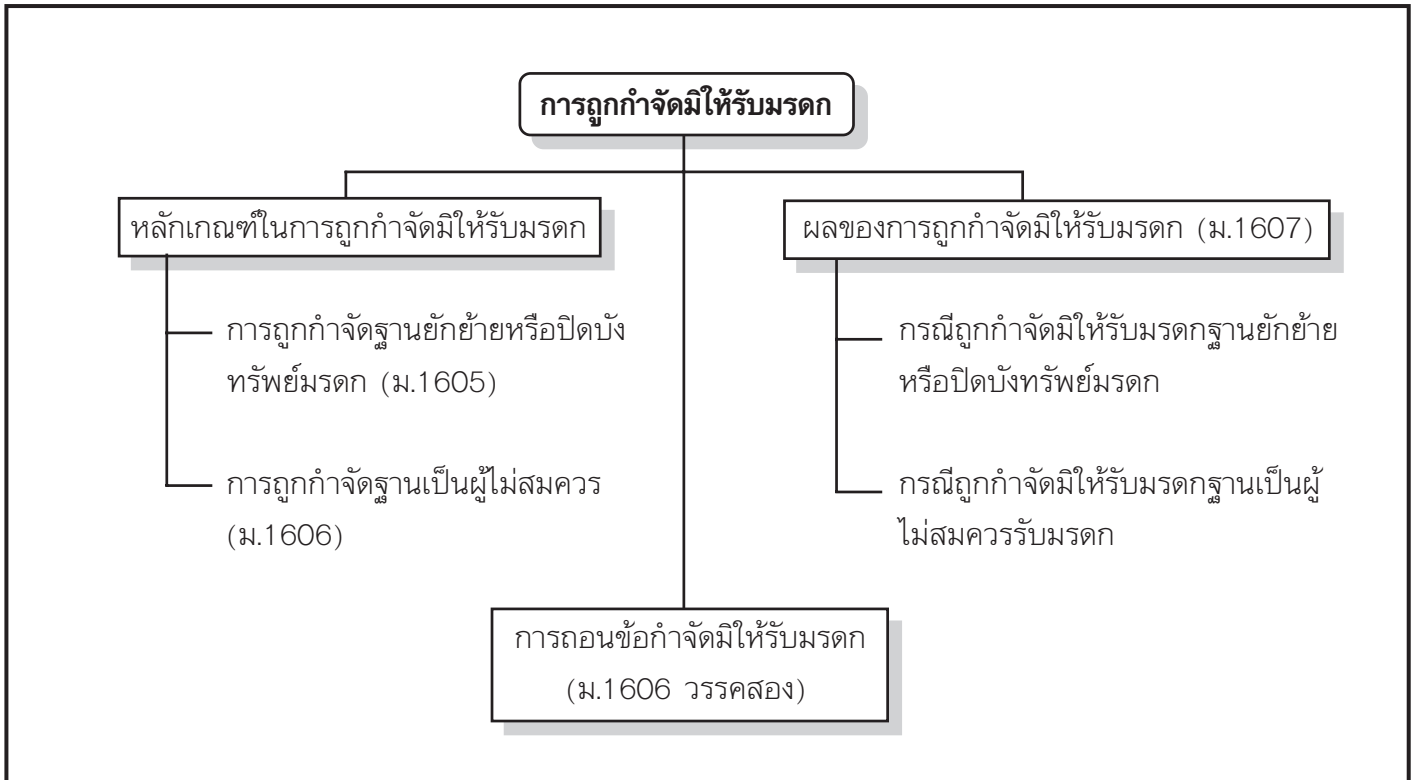 การถูกกำจัดมิให้รับมรดก
หลักเกณฑ์ในการถูกกำจัดมิให้รับมรดก
การถูกกำจัดฐานยักย้ายหรือปิดบัง
ทรัพย์มรดก (ม.1605)
การถูกกำจัดฐานเป็นผู้ไม่สมควร
(ม.1606)
ผลของการถูกกำจัดมิให้รับมรดก (ม.1607)
กรณีถูกกำจัดมิให้รับมรดกฐานยักย้าย
หรือปิดบังทรัพย์มรดก
กรณีถูกกำจัดมิให้รับมรดกฐานเป็นผู้
ไม่สมควรรับมรดก
การถอนข้อกำจัดมิให้รับมรดก
(ม.1606 วรรคสอง)